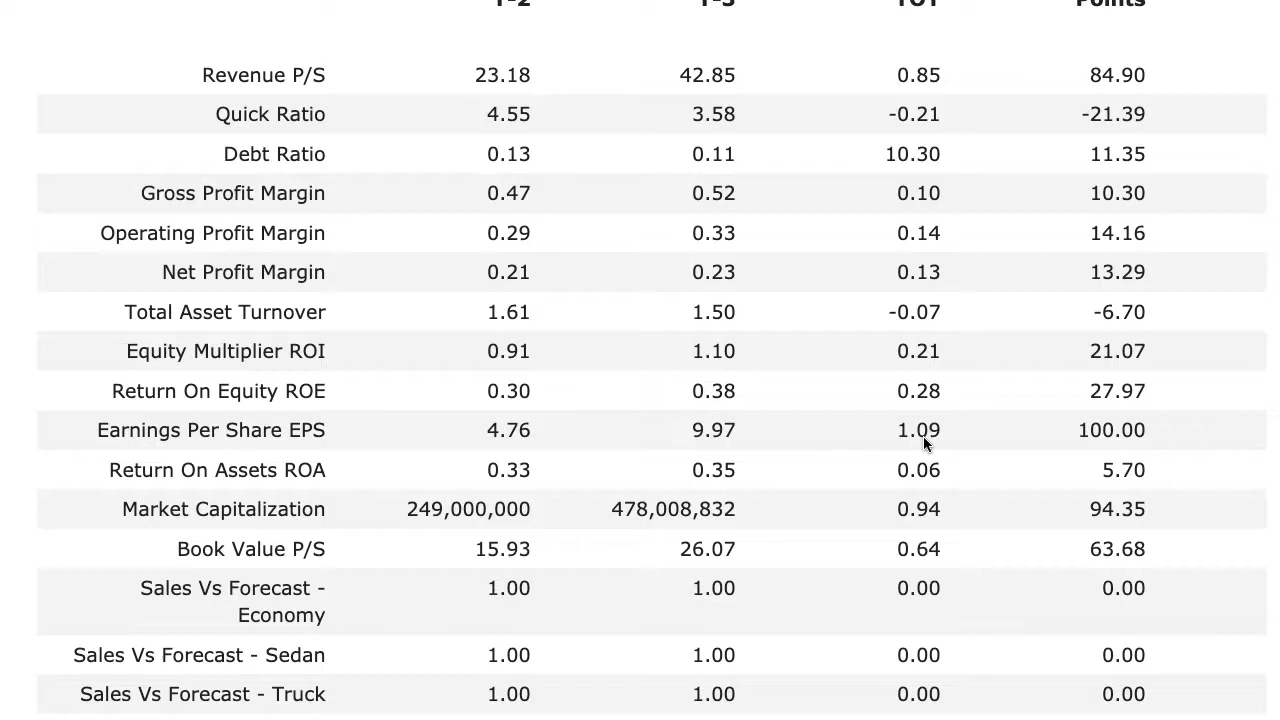 T-2 T-3 YOY Points
Revenue P/S 23.18 42.85 0.85 84.90
Quick Ratio 4.55 3.58 -0.21 -21.39
Debt Ratio 0.13 0.11 10.30 11.35
Gross Profit Margin 0.47 0.52 0.10 10.30
Operating Profit Margin 0.29 0.33 0.14 14.16
Net Profit Margin 0.21 0.23 0.13 13.29
Total Asset Turnover 1.61 1.50 -0.07 -6.70
Equity Multiplier ROI 0.91 1.10 0.21 21.07
Return On Equity ROE 0.30 0.38 0.28 27.97
Earnings Per Share EPS 4.76 9.97 1.09 100.00
Return On Assets ROA 0.33 0.35 0.06 5.70
Market Capitalization 249,000,000 478,008,832 0.94 94.35
Book Value P/S 15.93 26.07 0.64 63.68
Sales Vs Forecast - 1.00 1.00 0.00 0.00
Economy
Sales Vs Forecast - Sedan 1.00 1.00 0.00 0.00
Sales Vs Forecast - Truck 1.00 1.00 0.00 0.00